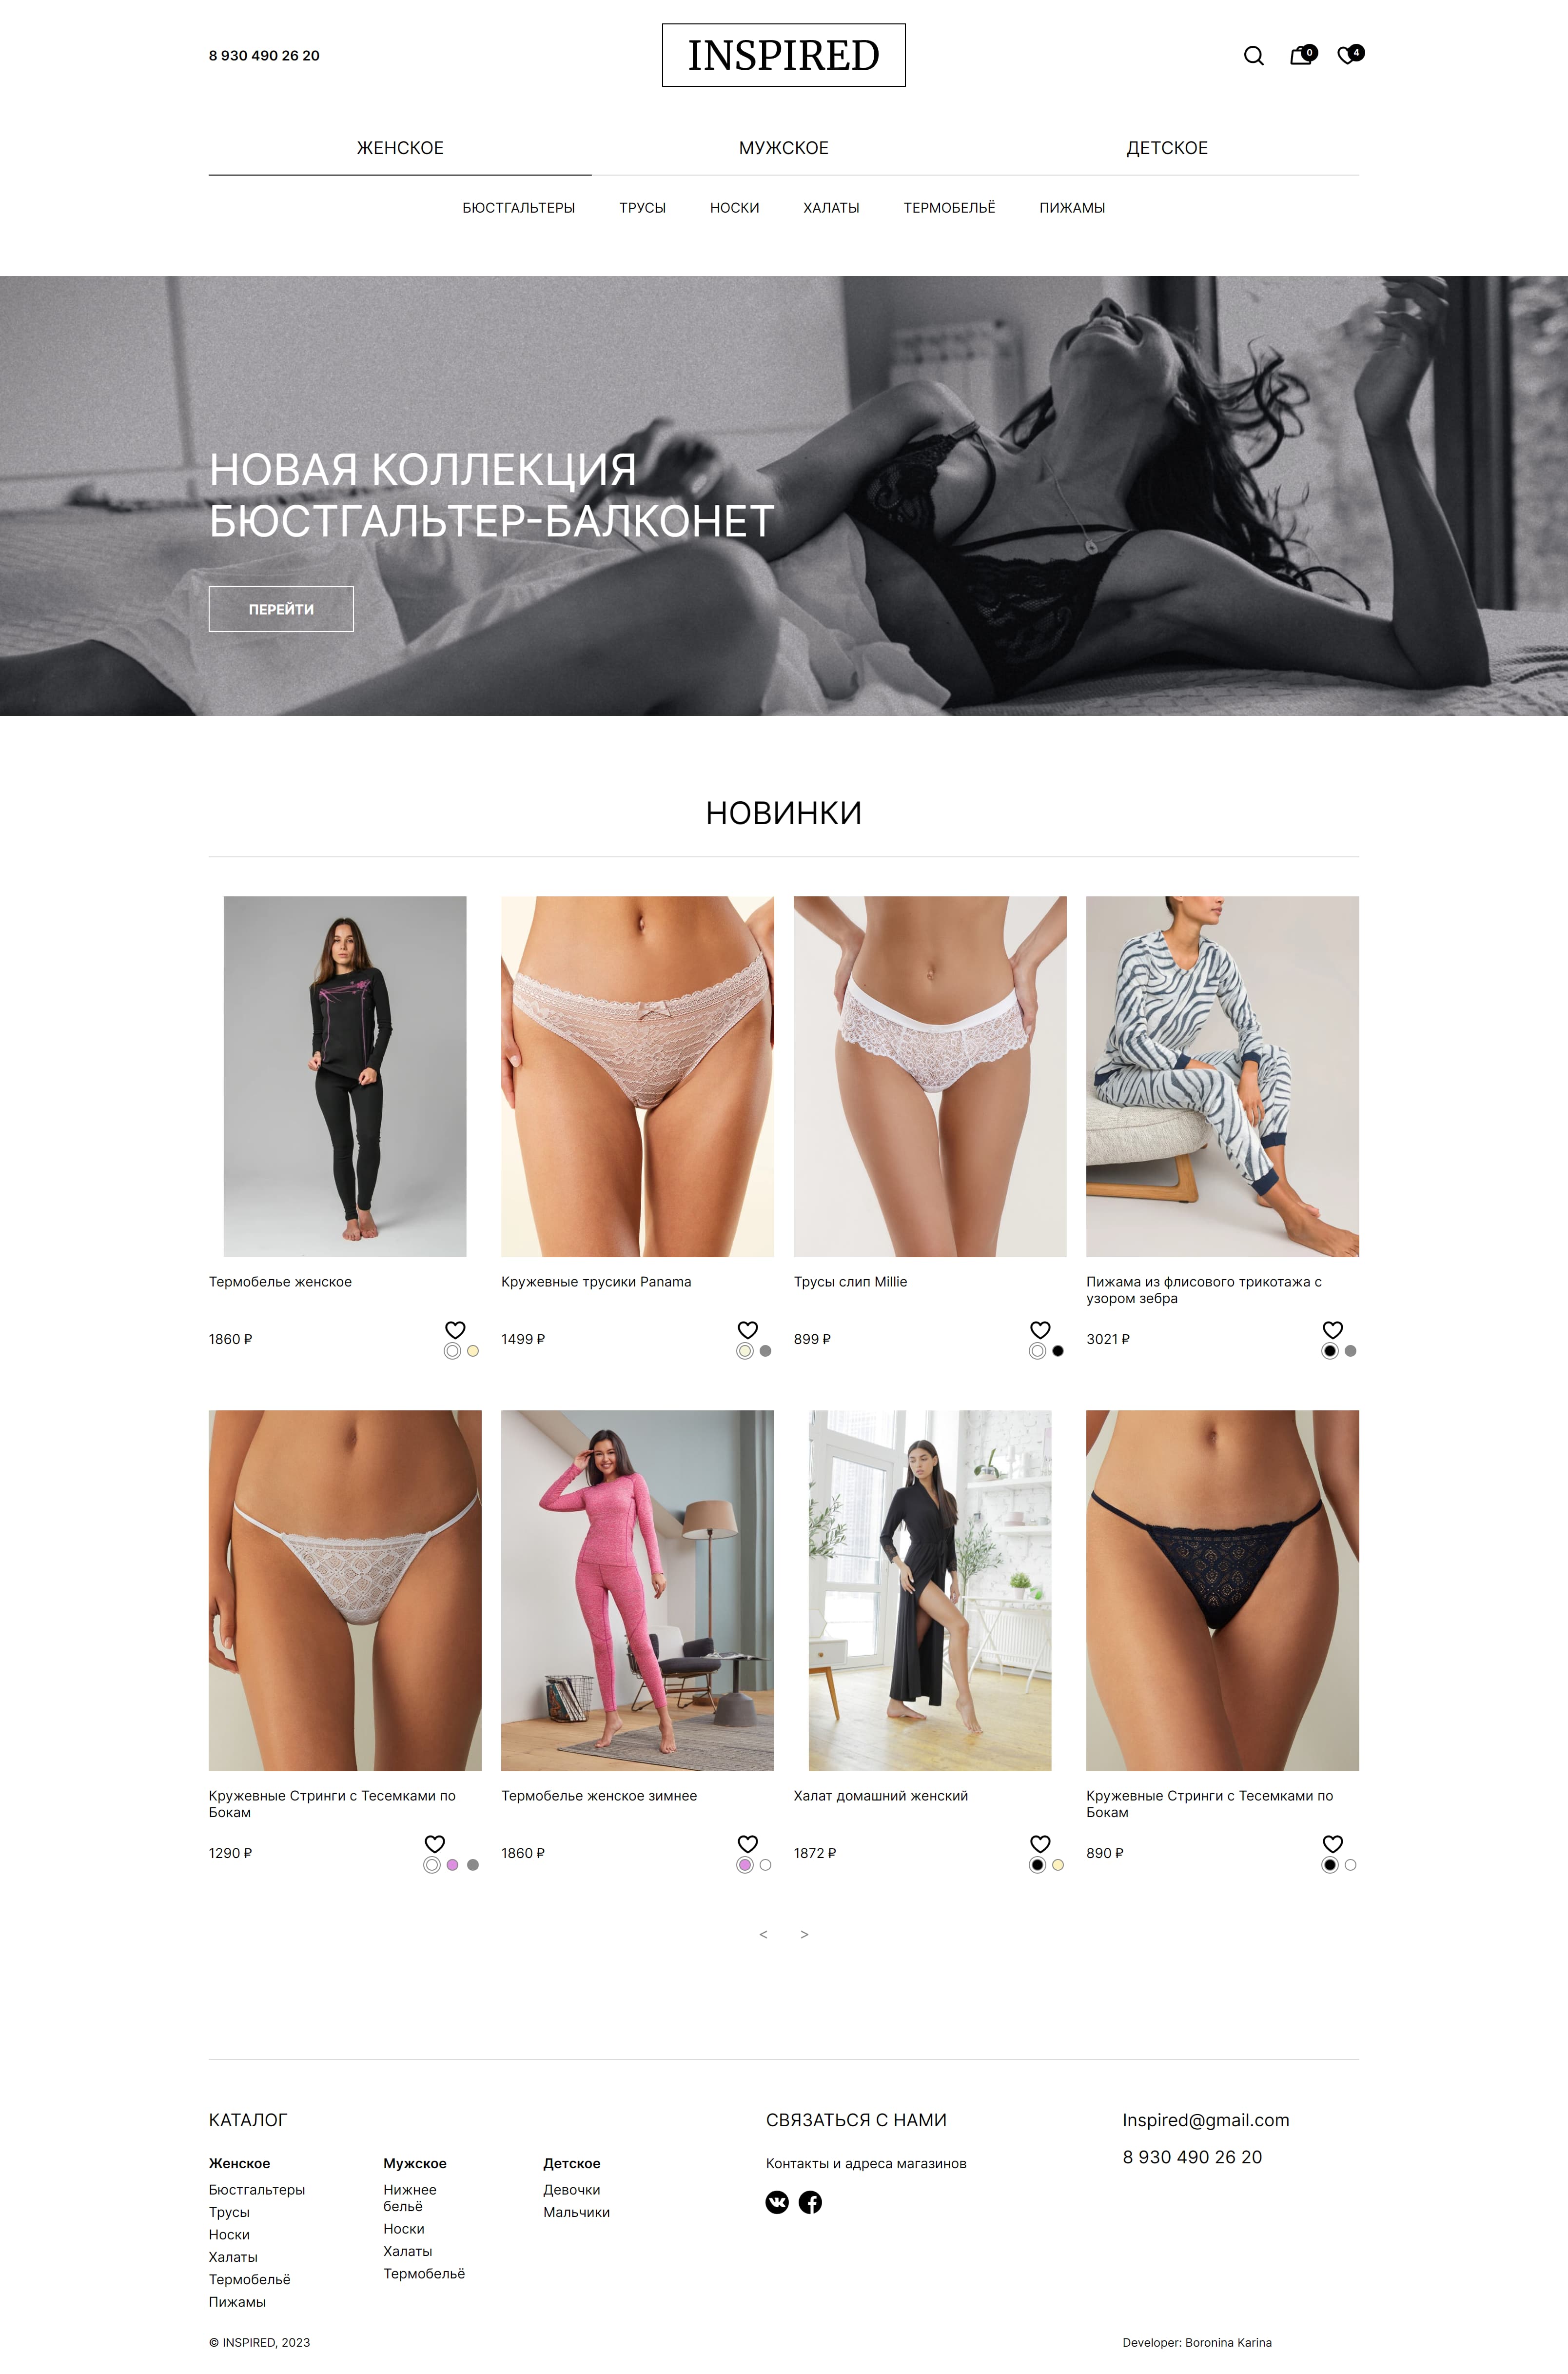 8 930 490 26 20
INSPIRED
0
4
ЖЕНСКОЕ
МУЖСКОЕ
ДЕТСКОЕ
БЮСТГАЛЬТЕРЫ
ТРУСЫ
НОСКИ
ХАЛАТЫ
ТЕРМОБЕЛЬЁ
ПИЖАМЫ
НОВАЯ КОЛЛЕКЦИЯ
БЮСТГАЛЬТЕР-БАЛКОНЕТ
ПЕРЕЙТИ
НОВИНКИ
Термобелье женское
1860 ₽
Кружевные трусики Panama
1499 ₽
Трусы слип Millie
899 ₽
Пижама из флисового трикотажа с
узором зебра
3021 ₽
Кружевные Стринги с Тесемками по
Бокам
1290 ₽
Термобелье женское зимнее
1860 ₽
Халат домашний женский
1872 ₽
Кружевные Стринги с Тесемками по
Бокам
890 ₽
< >
КАТАЛОГ
Женское
Бюстгальтеры
Трусы
Носки
Халаты
Термобельё
Пижамы
Мужское
Нижнее
бельё
Носки
Халаты
Термобельё
Детское
Девочки
Мальчики
СВЯЗАТЬСЯ С НАМИ
Контакты и адреса магазинов
Inspired@gmail.com
8 930 490 26 20
© INSPIRED, 2023
Developer: Boronina Karina